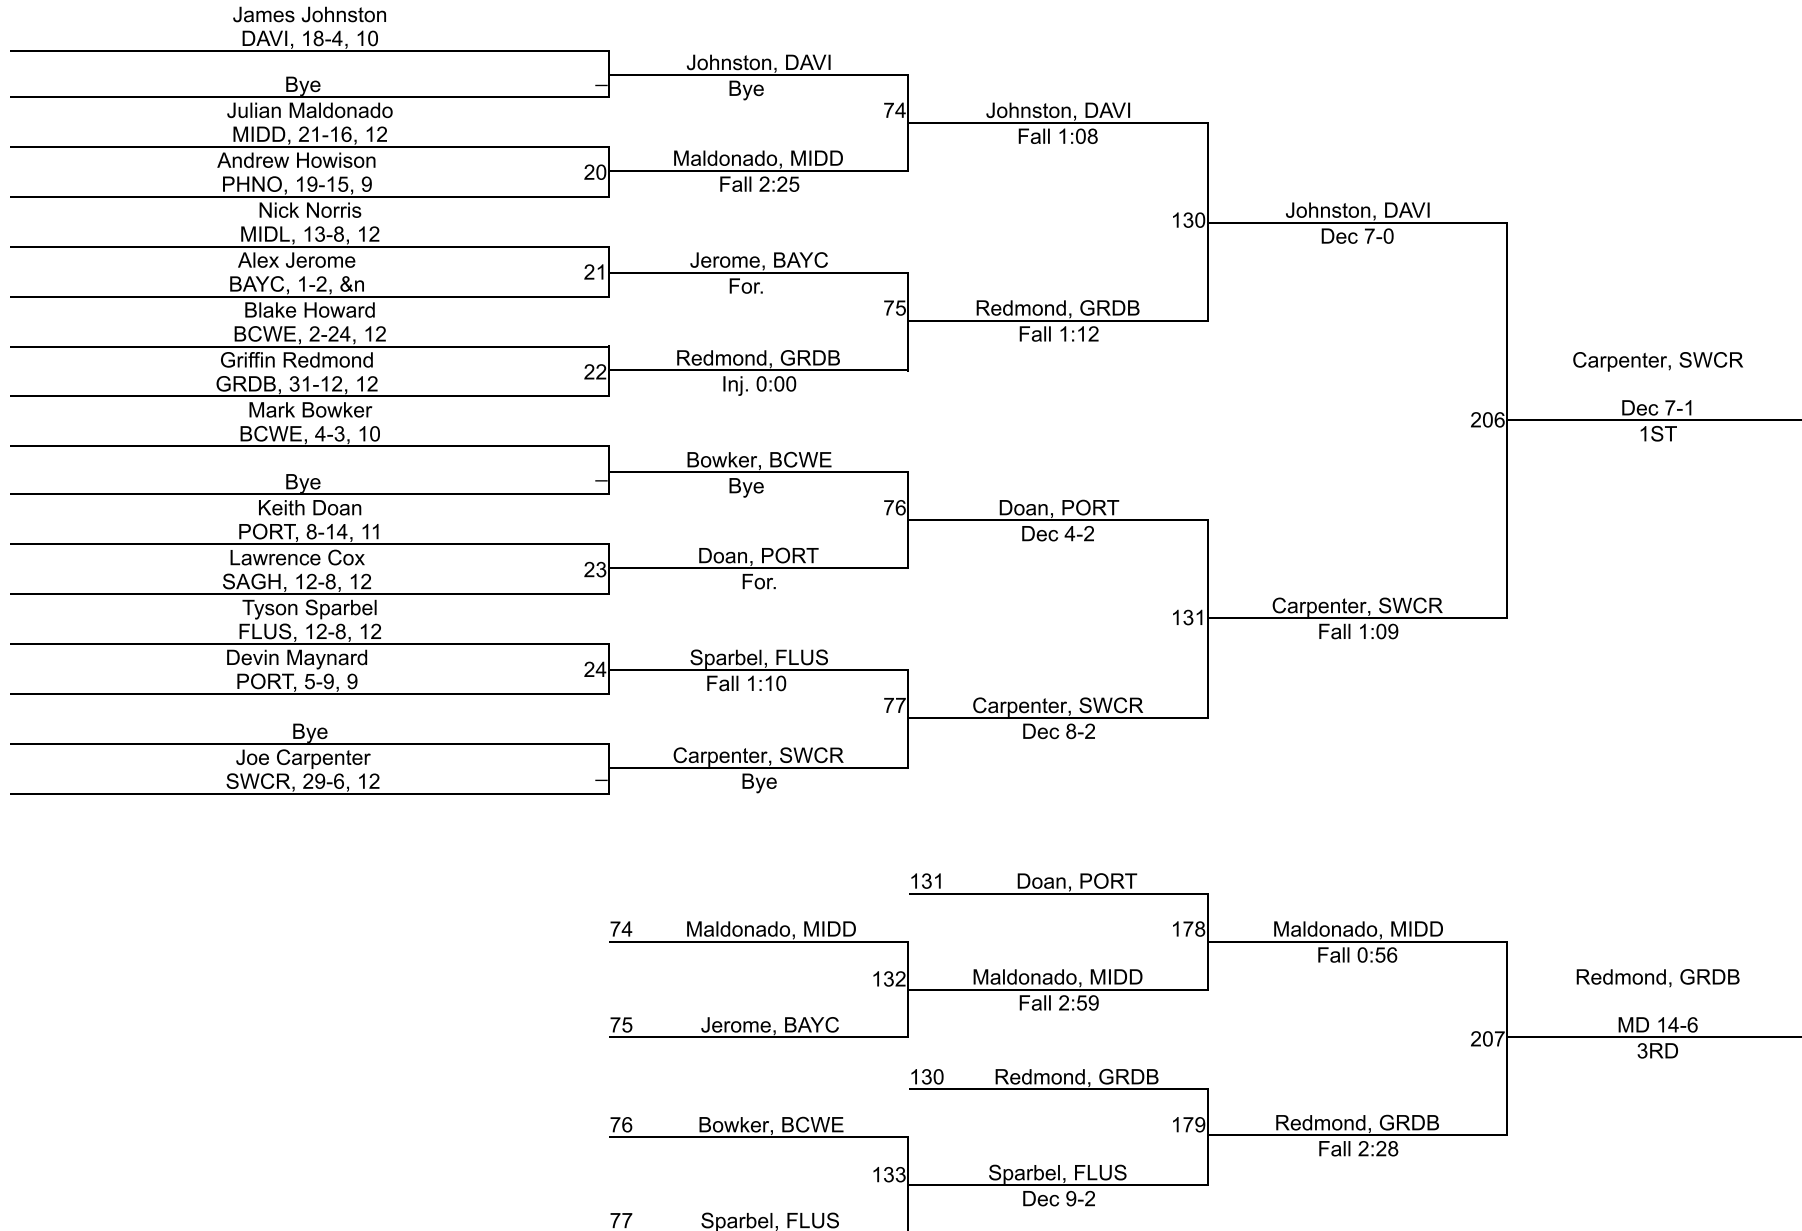 James Johnston
DAVI, 18-4, 10
Bye
Julian Maldonado
MIDD, 21-16, 12
Andrew Howison
PHNO, 19-15, 9
Nick Norris
MIDL, 13-8, 12
Alex Jerome
BAYC, 1-2, &n
Blake Howard
BCWE, 2-24, 12
Griffin Redmond
GRDB, 31-12, 12
Mark Bowker
BCWE, 4-3, 10
Bye
Keith Doan
PORT, 8-14, 11
Lawrence Cox
SAGH, 12-8, 12
Tyson Sparbel
FLUS, 12-8, 12
Devin Maynard
PORT, 5-9, 9
Bye
Joe Carpenter
SWCR, 29-6, 12
–
20
21
22
–
23
24
–
Johnston, DAVI
Bye
Maldonado, MIDD
Fall 2:25
Jerome, BAYC
For.
Redmond, GRDB
Inj. 0:00
Bowker, BCWE
Bye
Doan, PORT
For.
Sparbel, FLUS
Fall 1:10
Carpenter, SWCR
Bye
74
75
76
77
Johnston, DAVI
Fall 1:08
Redmond, GRDB
Fall 1:12
Doan, PORT
Dec 4-2
Carpenter, SWCR
Dec 8-2
130
131
Johnston, DAVI
Dec 7-0
Carpenter, SWCR
Fall 1:09
206
Carpenter, SWCR
Dec 7-1
1ST
131 Doan, PORT
74 Maldonado, MIDD
132
75 Jerome, BAYC
Maldonado, MIDD
Fall 2:59
178
Maldonado, MIDD
Fall 0:56
130 Redmond, GRDB
76 Bowker, BCWE
133
77 Sparbel, FLUS
Sparbel, FLUS
Dec 9-2
179
Redmond, GRDB
Fall 2:28
207
Redmond, GRDB
MD 14-6
3RD